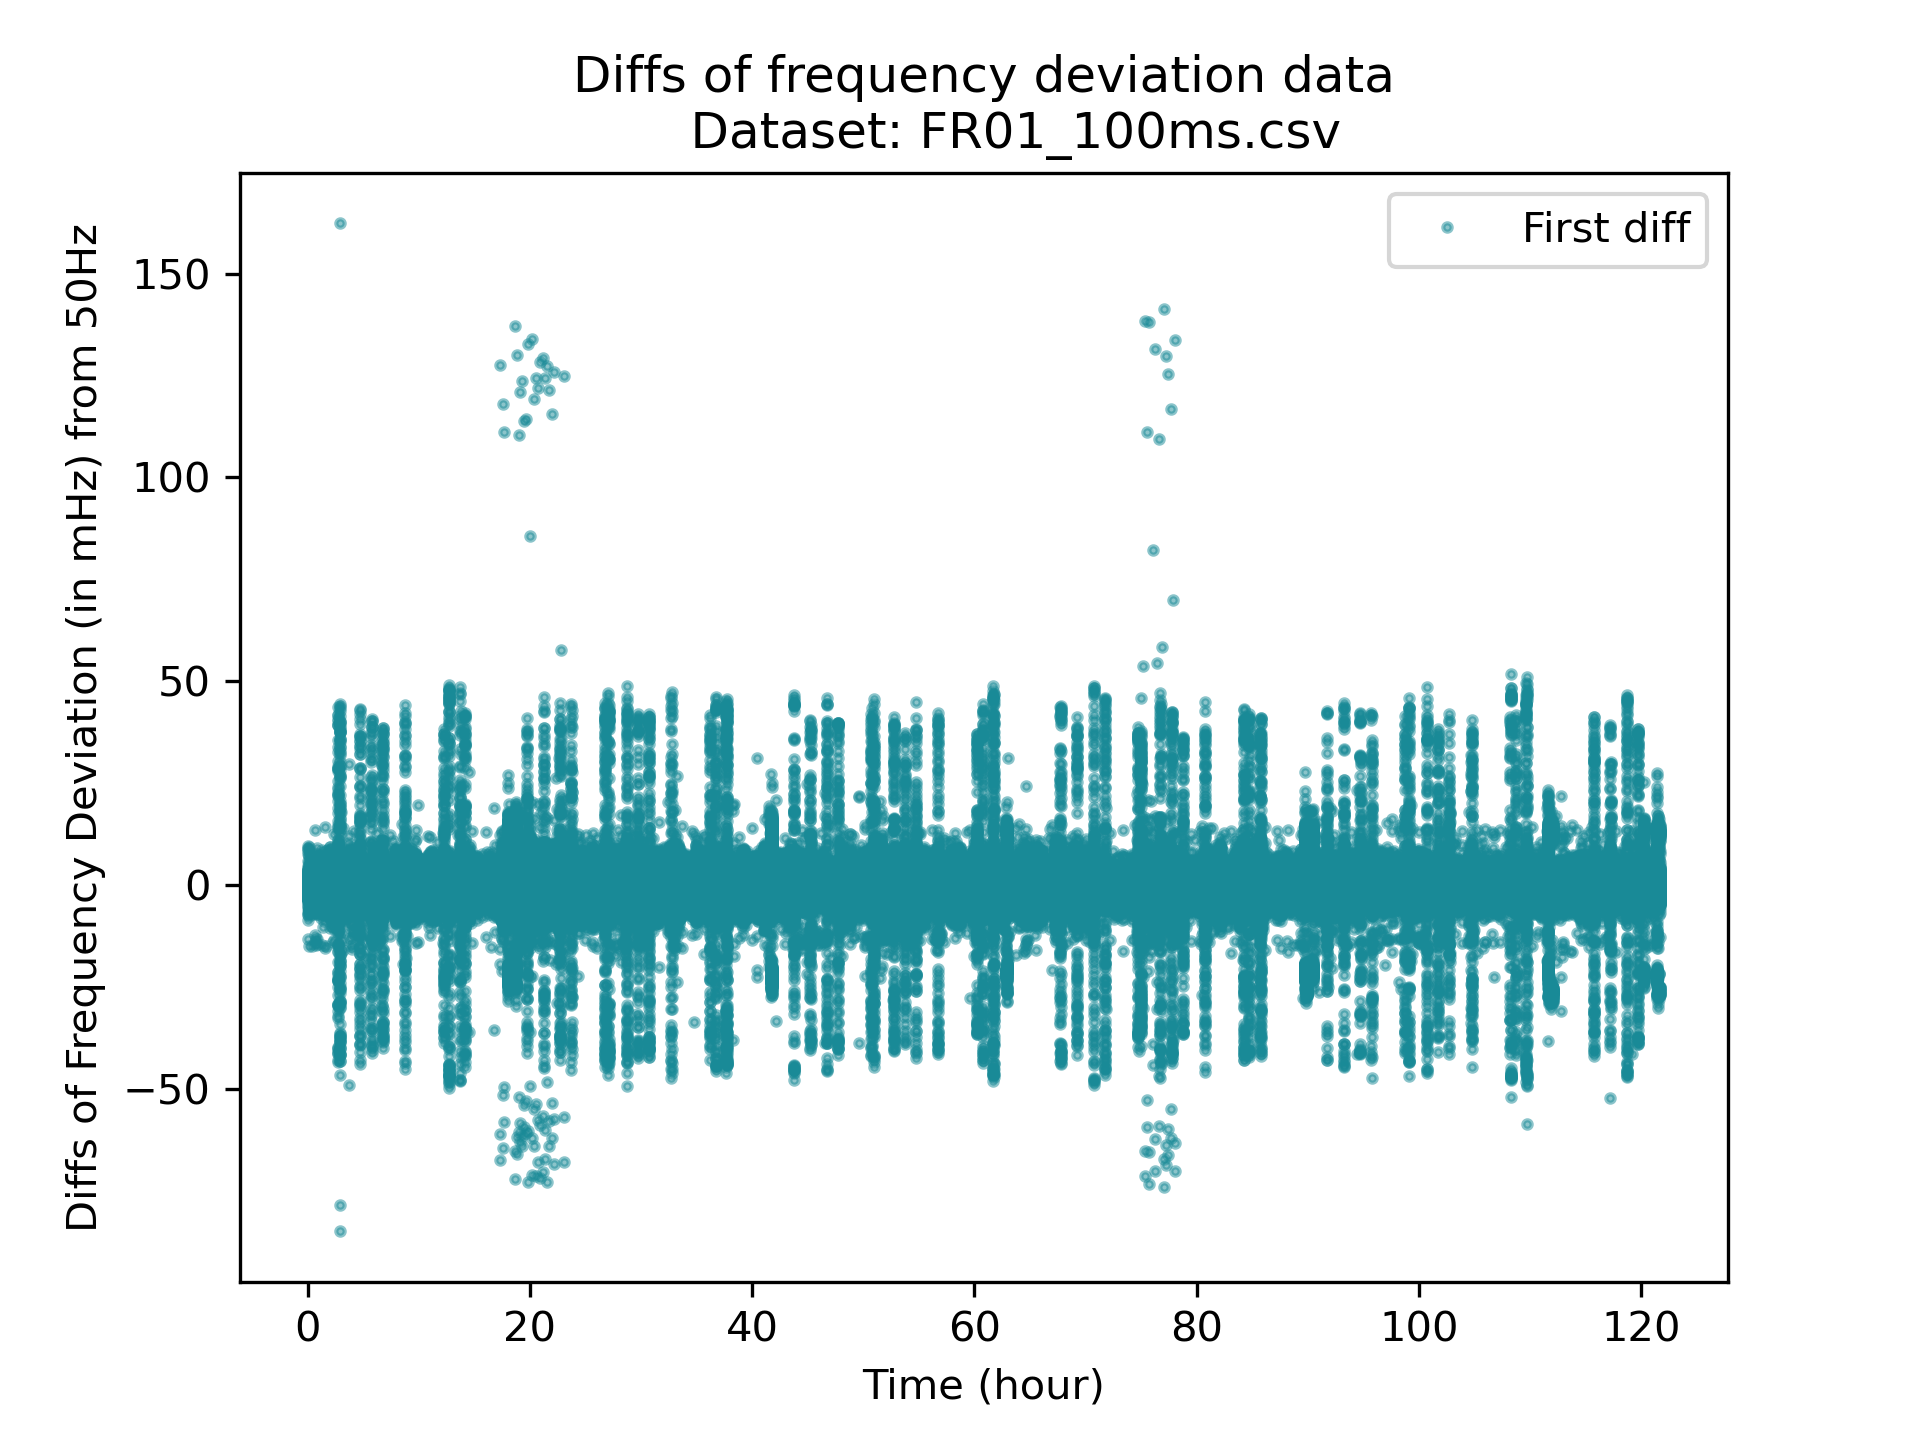 Diffs of frequency deviation data
Dataset: FR01_100ms.csv
First diff
Diffs of Frequency Deviation (in mHz) from 50Hz
150
100
50
0
−50
0 20 40 60 80 100 120
Time (hour)